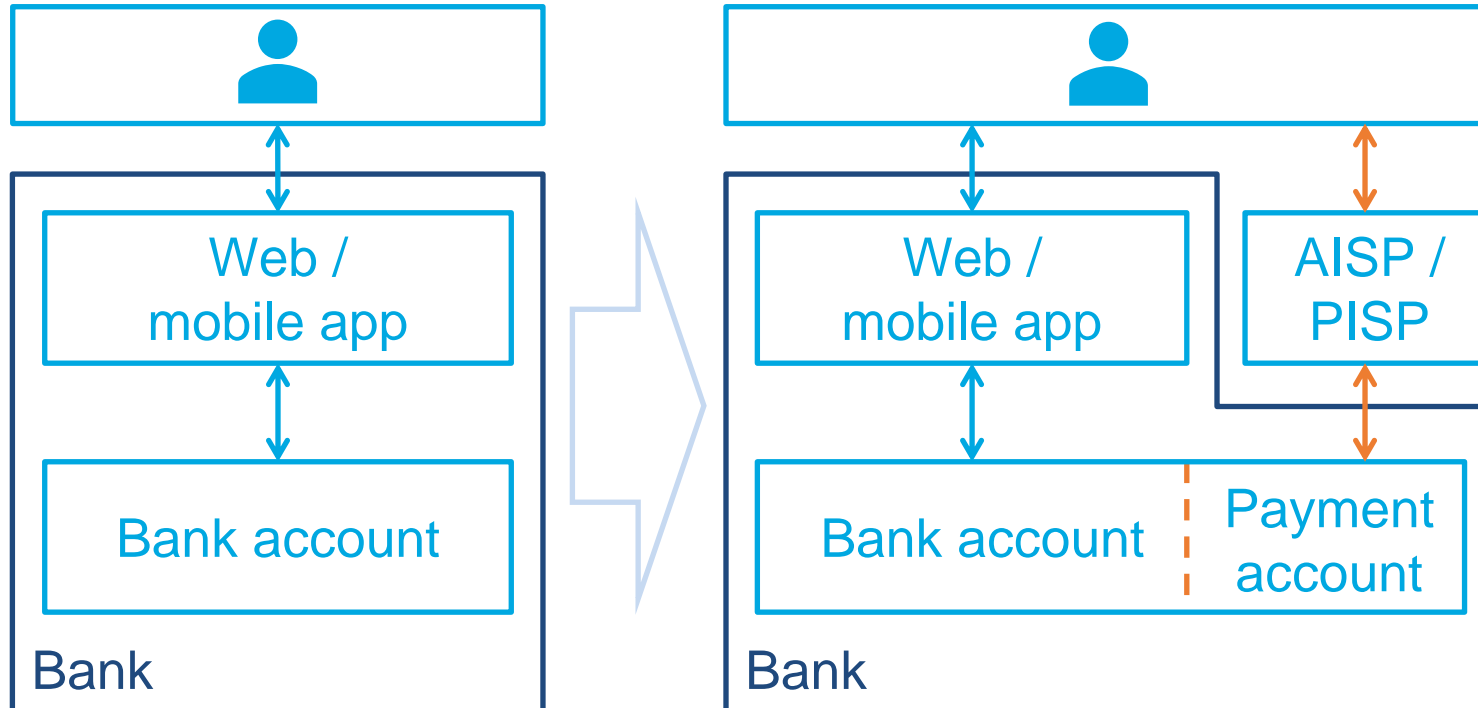 Web /
mobile app
Bank account
Bank
Web /
mobile app
AISP /
PISP
Bank account
Payment
account
Bank